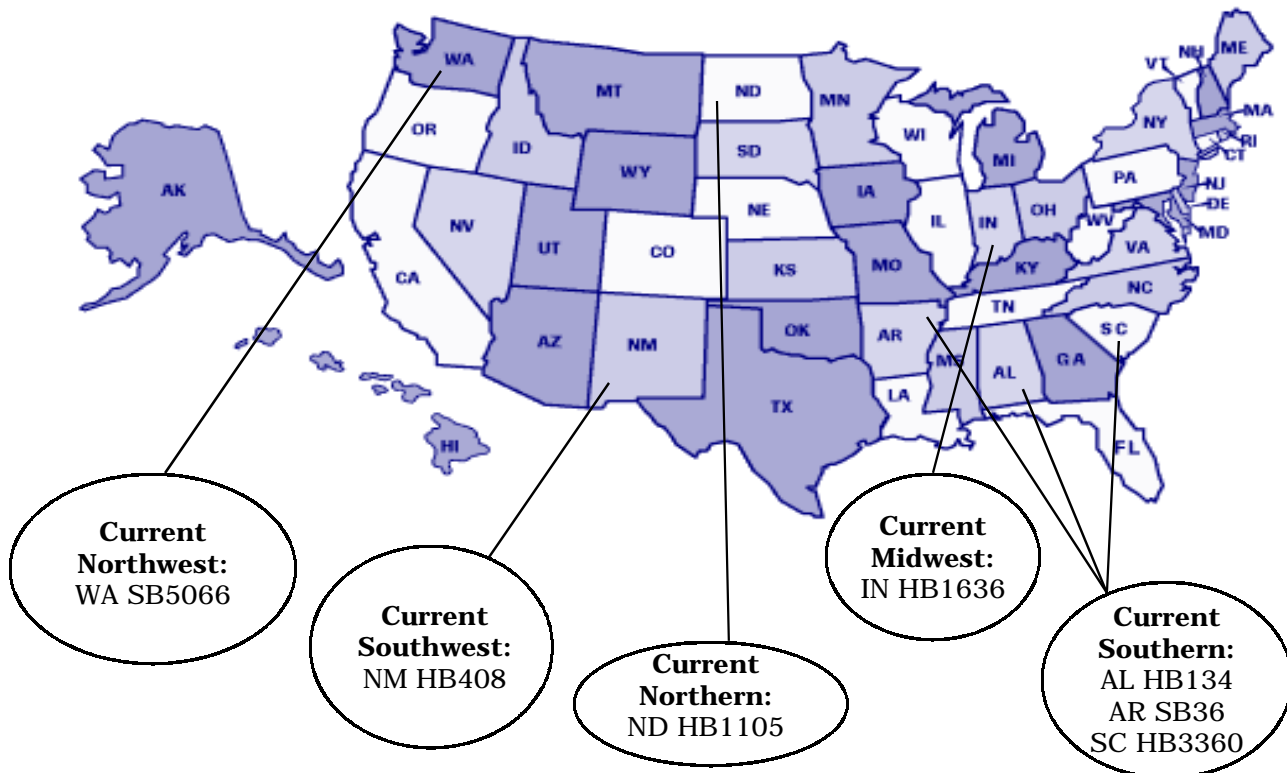 WA
MT
ND
MN
VT
NH
ME
OR
ID
SD
WI
NY
MA
RI
CT
AK
WY
MI
IA
PA
NJ
NE
DE
NV
UT
IL
IN
OH
WV
MD
CO
VA
CA
KS
MO
KY
NC
TN
OK
AR
SC
AZ
NM
MS
AL
GA
LA
TX
FL
HI
Current
Northwest:
WA SB5066
Current
Southwest:
NM HB408
Current
Northern:
ND HB1105
Current
Midwest:
IN HB1636
Current
Southern:
AL HB134
AR SB36
SC HB3360